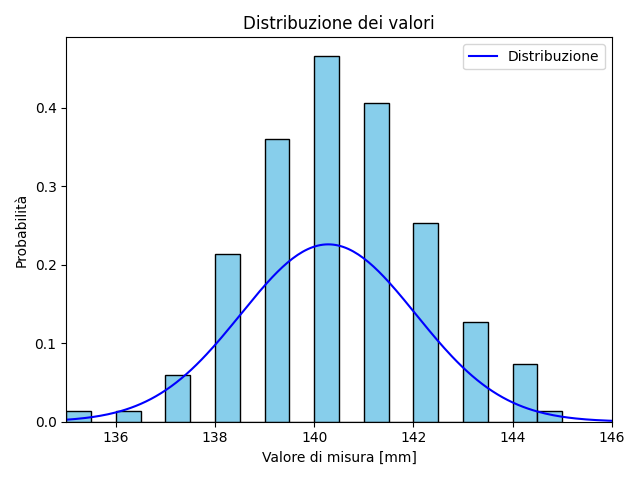 Distribuzione dei valori
Distribuzione
Probabilità
0.4
0.3
0.2
0.1
0.0
136 138 140 142 144 146
Valore di misura [mm]